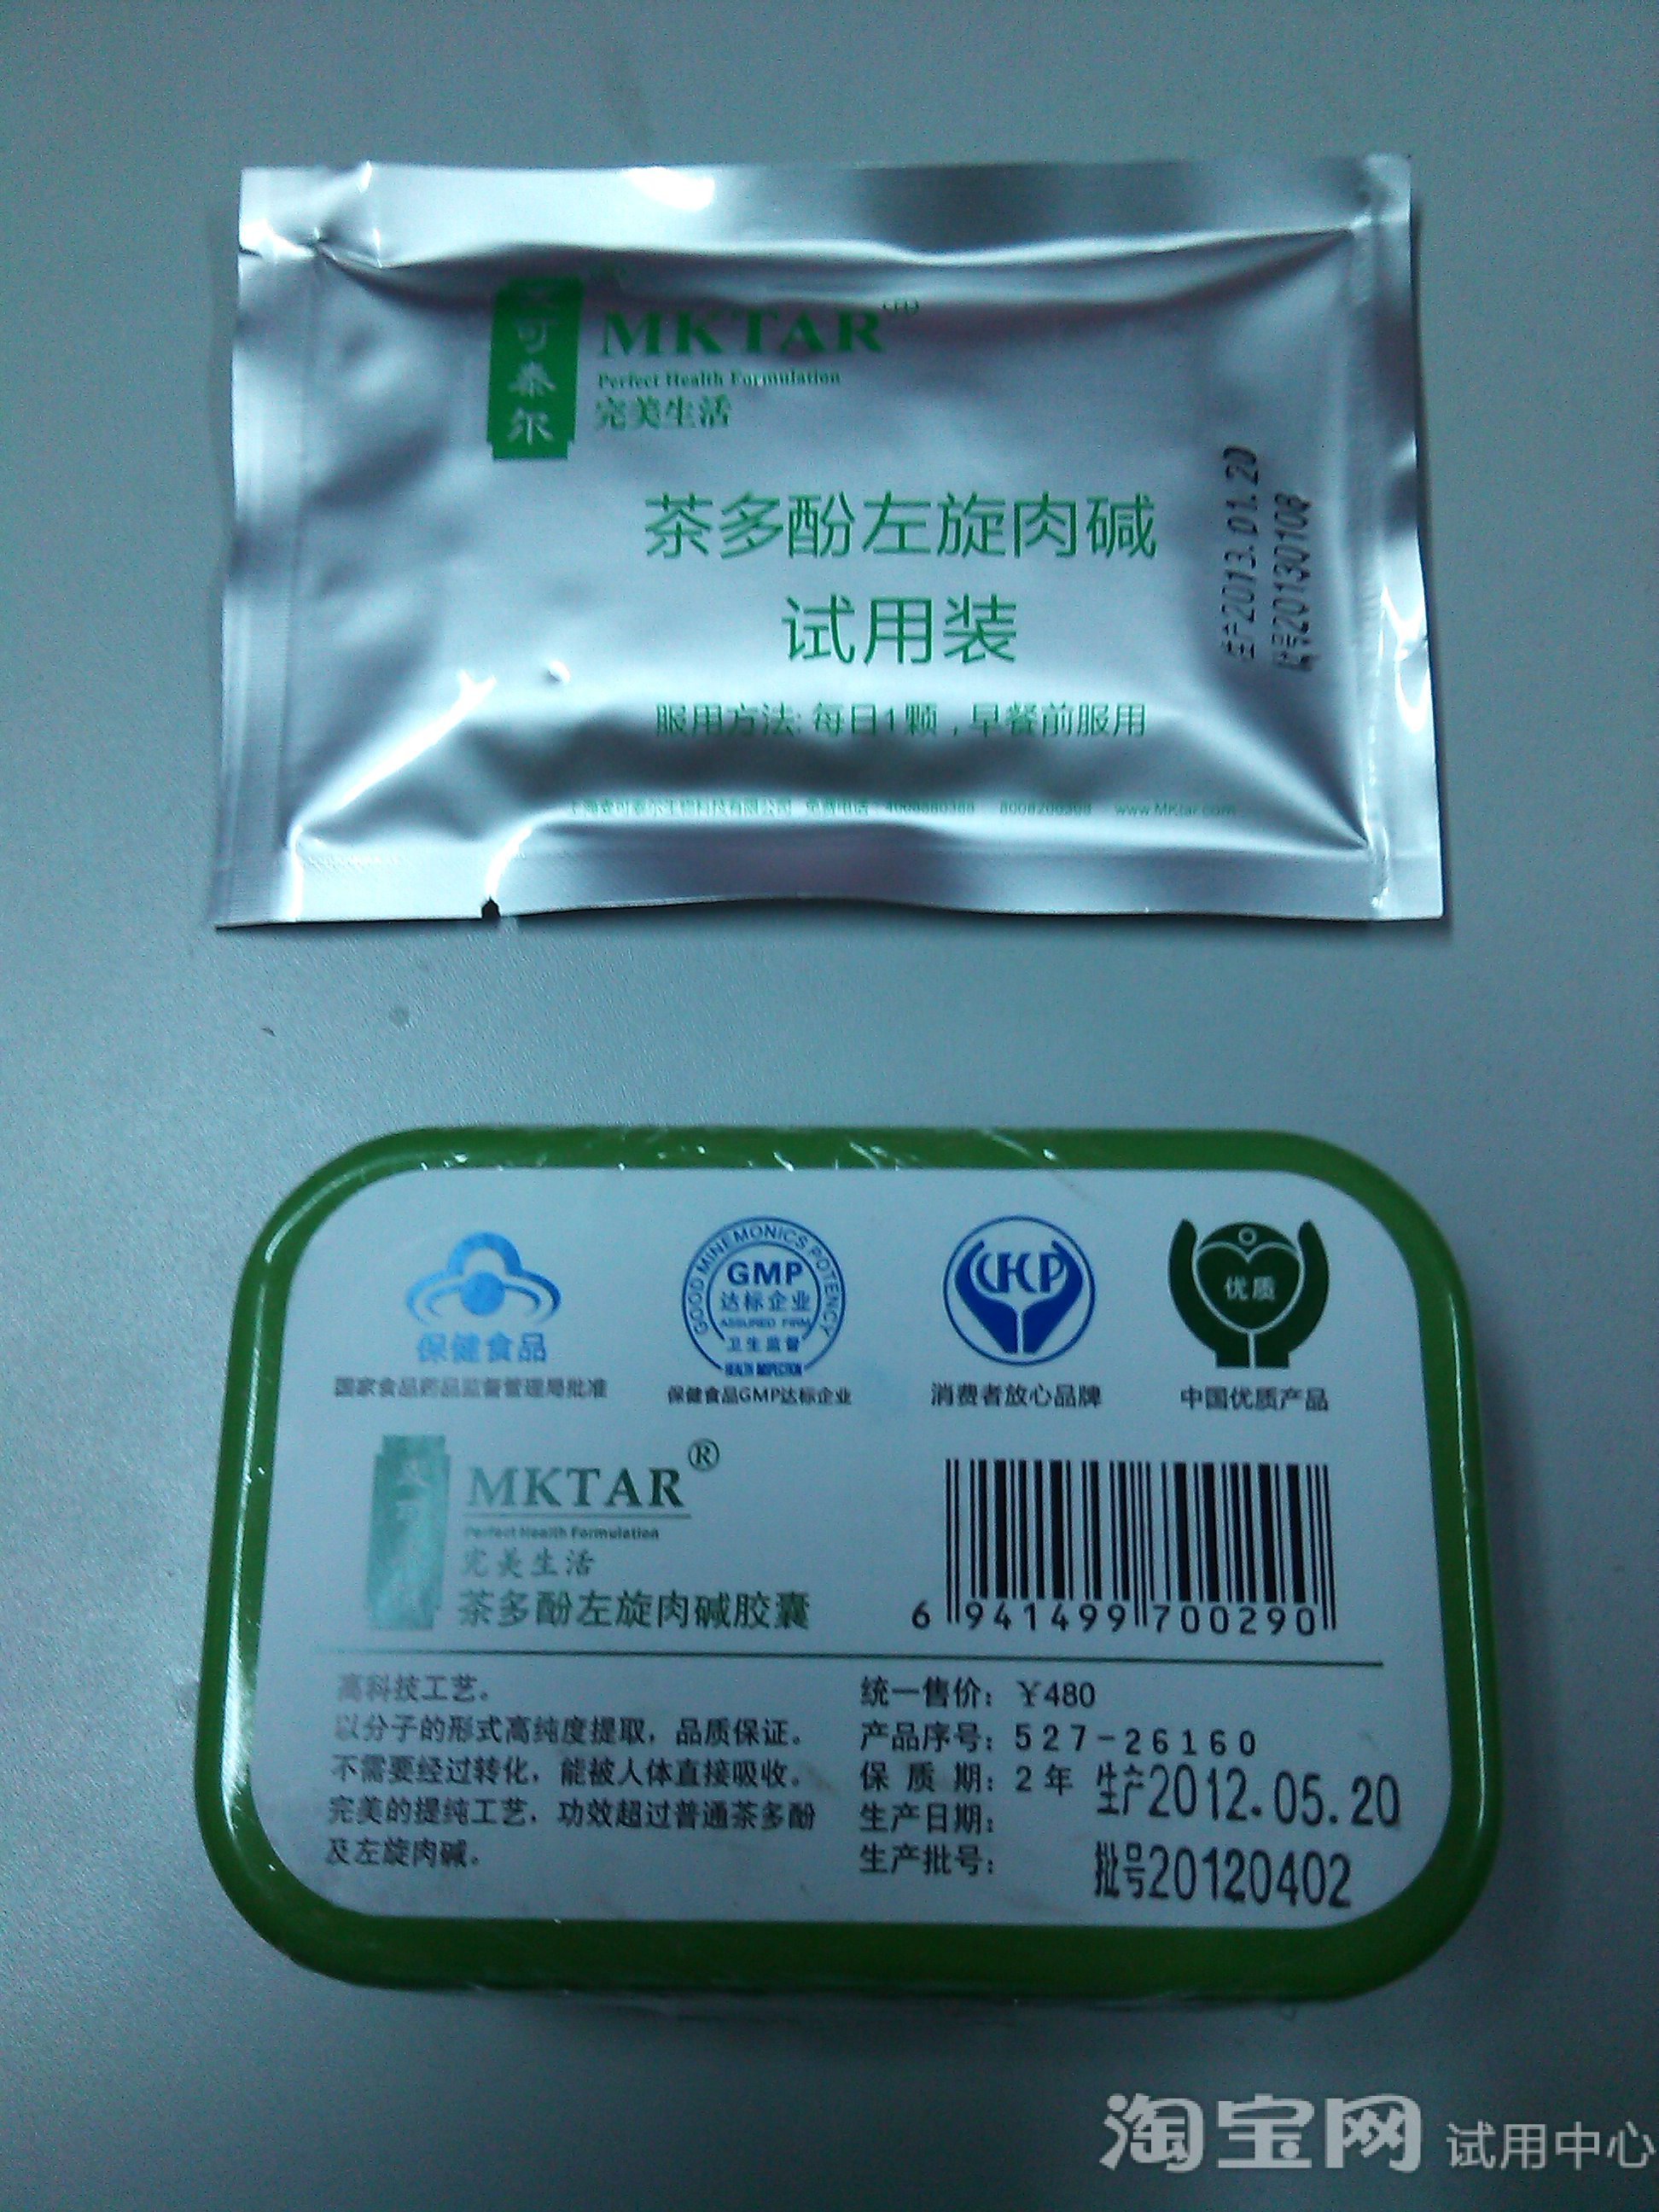 可泰尔
MKTAR
Perfect Health Formulation
完美生活
茶多酚左旋肉碱
试用装
服用方法: 每日1颗 , 早餐前服用
生产2013.01.20
批号20130108
www.MKtar.com
保健食品
国家食品药品监督管理局批准
GOOD MINEMONICS POTENCY
GMP
达标企业
ASSURED FIRM
卫生监督
HEALTH INSPECTION
保健食品GMP达标企业
CHCP
消费者放心品牌
优质
中国优质产品
MKTAR®
Perfect Health Formulation
完美生活
茶多酚左旋肉碱胶囊
6 941499 700290
高科技工艺。
以分子的形式高纯度提取，品质保证。
不需要经过转化，能被人体直接吸收。
完美的提纯工艺，功效超过普通茶多酚
及左旋肉碱。
统一售价：￥480
产品序号：527-26160
保 质 期：2 年
生产日期：
生产2012.05.20
生产批号：
批号20120402
淘宝网 试用中心